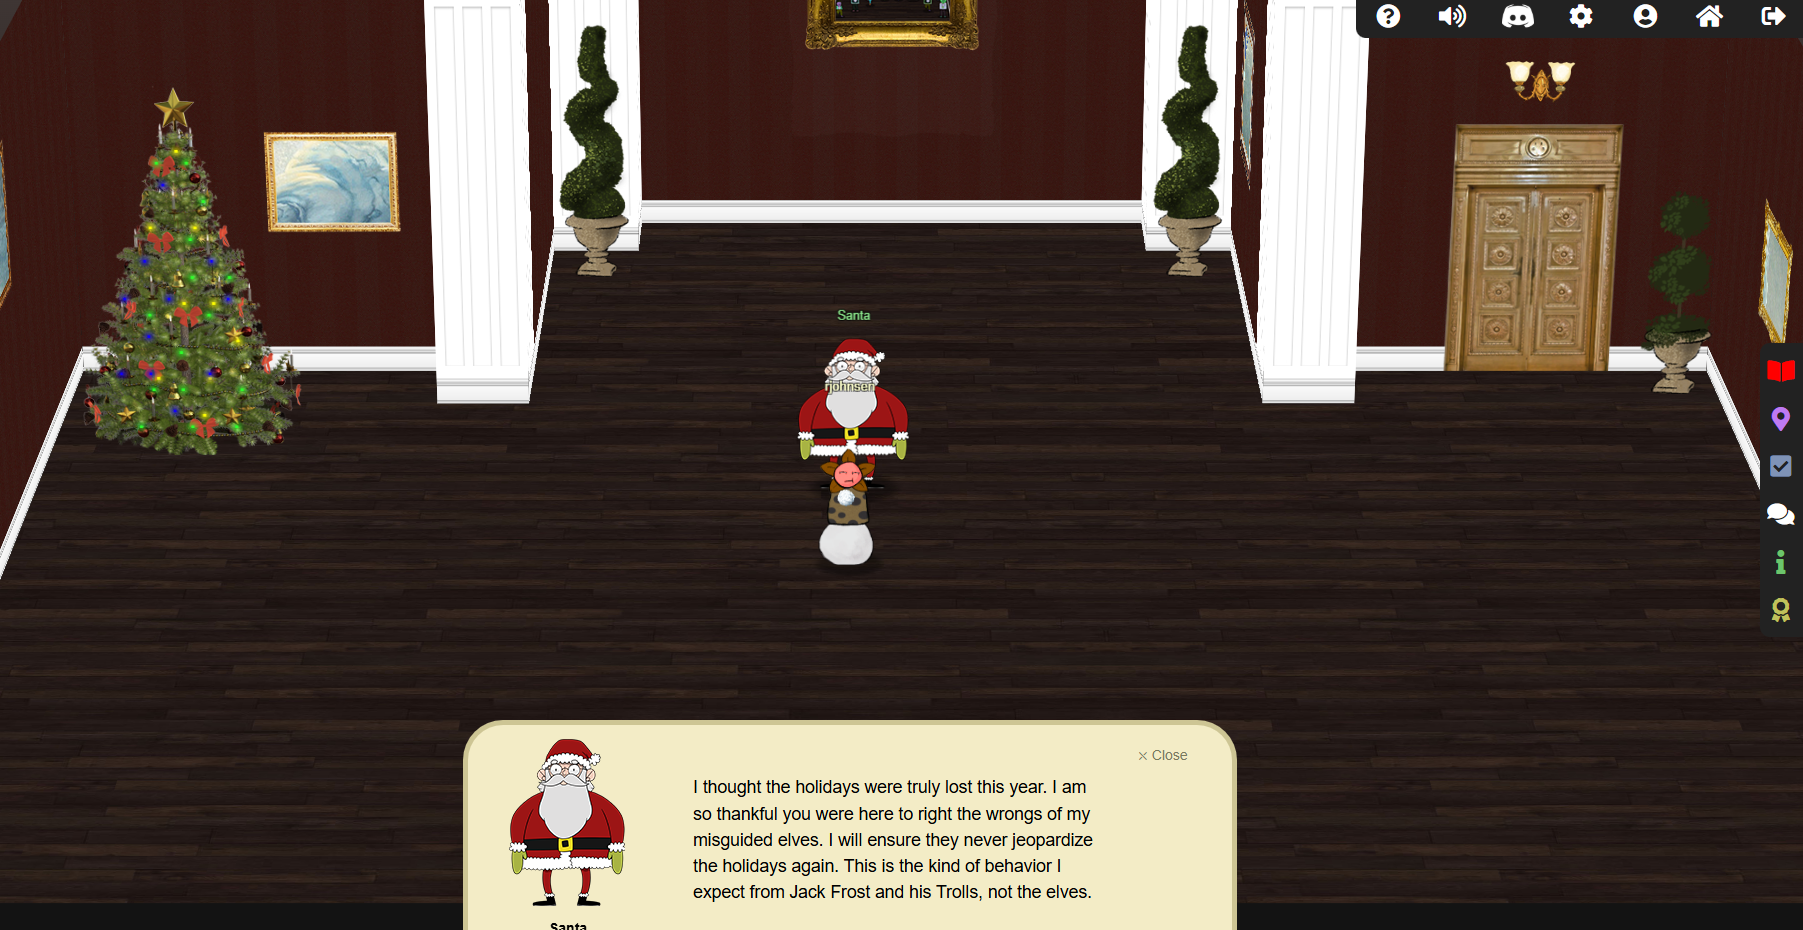 Santa
rjohnsen
× Close
I thought the holidays were truly lost this year. I am
so thankful you were here to right the wrongs of my
misguided elves. I will ensure they never jeopardize
the holidays again. This is the kind of behavior I
expect from Jack Frost and his Trolls, not the elves.
Santa